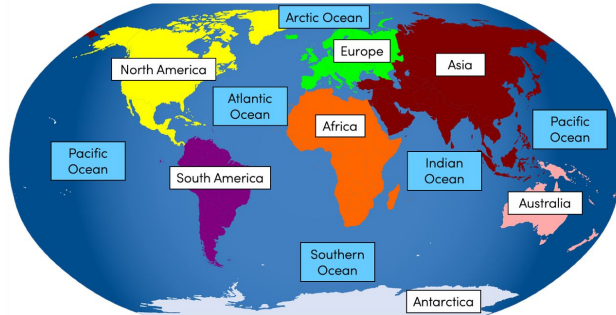 Arctic Ocean
Europe
North America
Asia
Atlantic
Ocean
Africa
Pacific
Ocean
Pacific
Ocean
Indian
Ocean
South America
Australia
Southern
Ocean
Antarctica